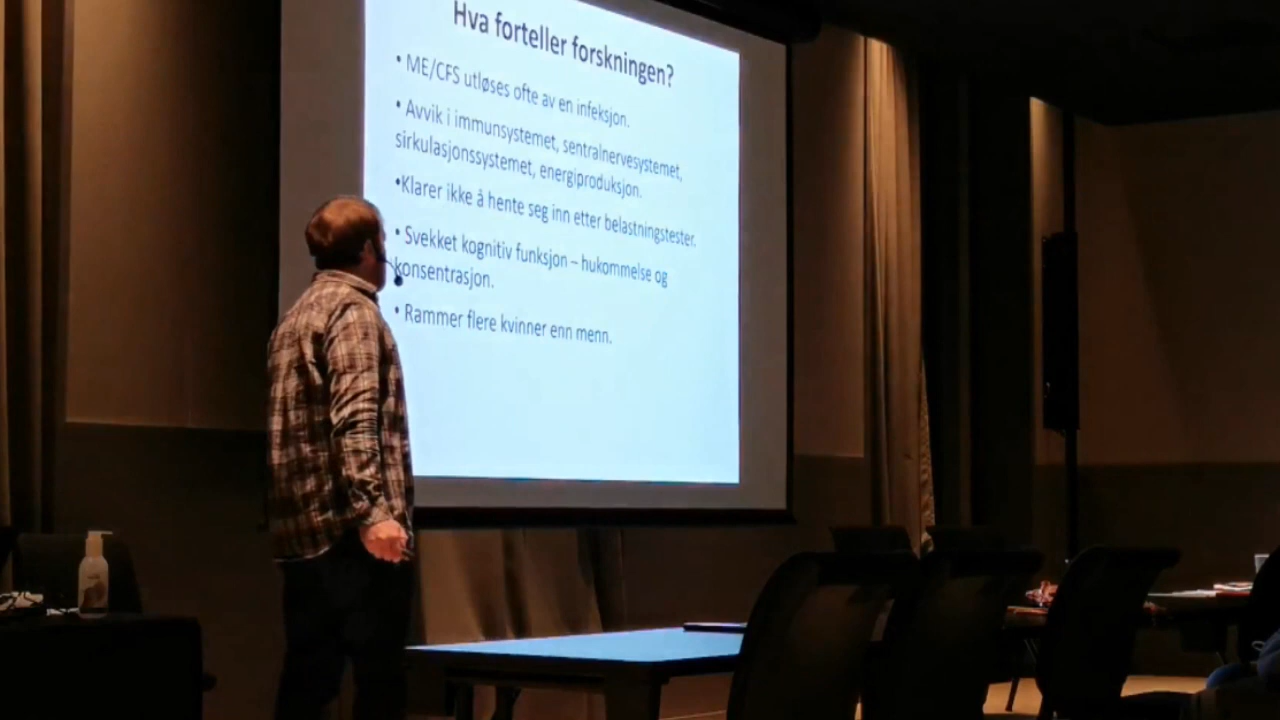 Hva forteller forskningen?
• ME/CFS utløses ofte av en infeksjon.
• Avvik i immunsystemet, sentralnervesystemet,
sirkulasjonssystemet, energiproduksjon.
•Klarer ikke å hente seg inn etter belastningstester.
• Svekket kognitiv funksjon – hukommelse og
konsentrasjon.
• Rammer flere kvinner enn menn.